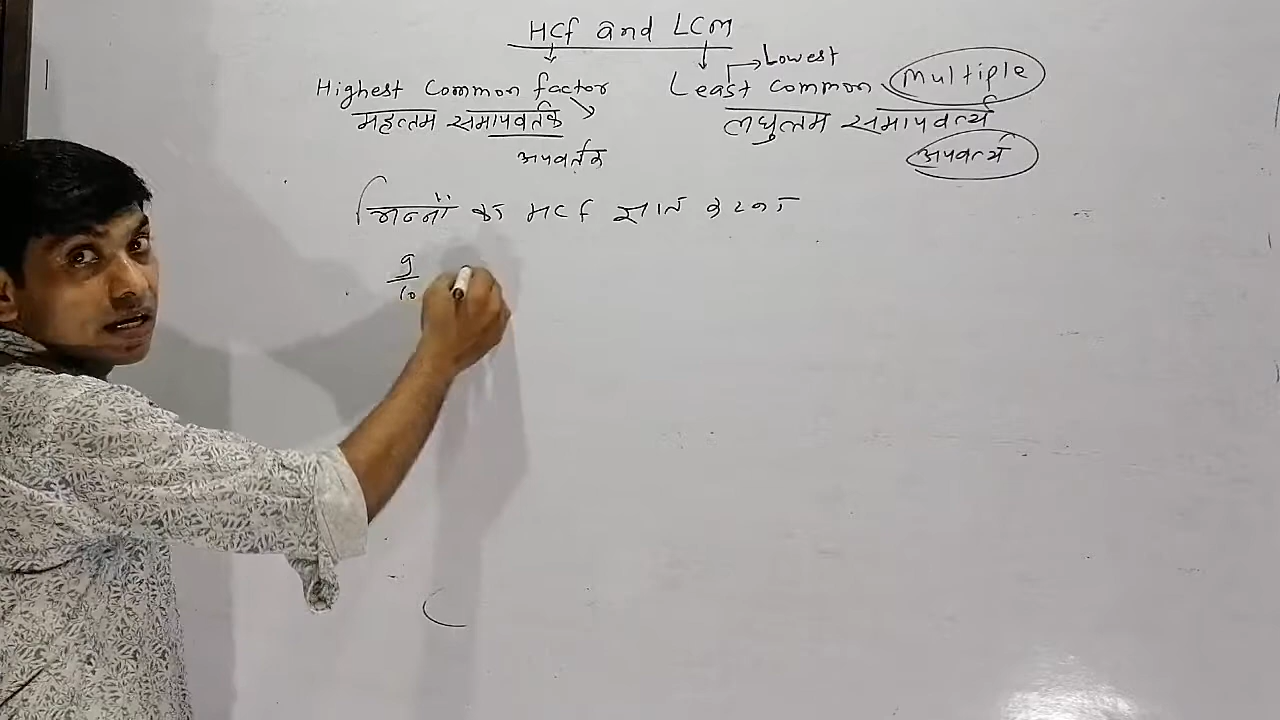 HCf and LCM
Lowest
Highest Common factor
Least Common Multiple
महत्तम समापवर्तक
लघुत्तम समापवर्त्य
अपवर्तक
अपवर्त्य
भिन्नों का HCf ज्ञात करना
9
10